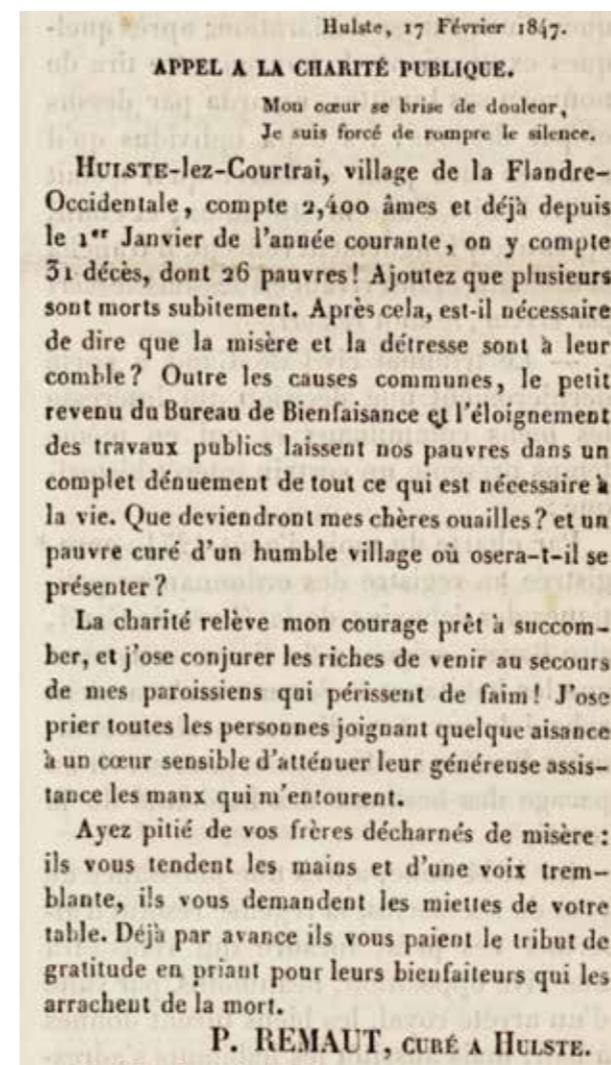 Hulste, 17 Février 1847.
APPEL A LA CHARITÉ PUBLIQUE.
Mon cœur se brise de douleur,
Je suis forcé de rompre le silence.
HULSTE-lez-Courtrai, village de la Flandre-
Occidentale, compte 2,400 âmes et déjà depuis
le 1er Janvier de l'année courante, on y compte
31 décès, dont 26 pauvres! Ajoutez que plusieurs
sont morts subitement. Après cela, est-il nécessaire
de dire que la misère et la détresse sont à leur
comble? Outre les causes communes, le petit
revenu du Bureau de Bienfaisance et l'éloignement
des travaux publics laissent nos pauvres dans un
complet dénuement de tout ce qui est nécessaire à
la vie. Que deviendront mes chères ouailles? et un
pauvre curé d'un humble village où osera-t-il se
présenter?
La charité relève mon courage prêt à succom-
ber, et j'ose conjurer les riches de venir au secours
de mes paroissiens qui périssent de faim! J'ose
prier toutes les personnes joignant quelque aisance
à un cœur sensible d'atténuer leur généreuse assis-
tance les maux qui m'entourent.
Ayez pitié de vos frères décharnés de misère:
ils vous tendent les mains et d'une voix trem-
blante, ils vous demandent les miettes de votre
table. Déjà par avance ils vous paient le tribut de
gratitude en priant pour leurs bienfaiteurs qui les
arrachent de la mort.
P. REMAUT, CURÉ A HULSTE.